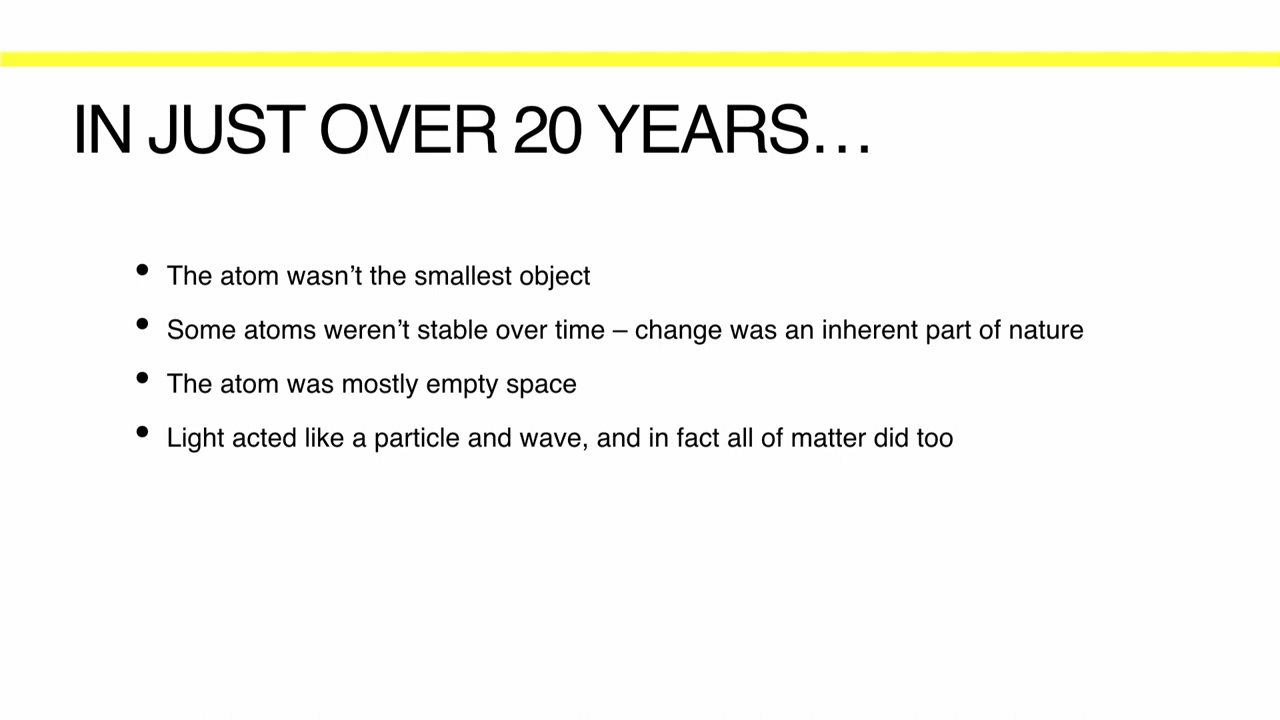 IN JUST OVER 20 YEARS…
• The atom wasn’t the smallest object
• Some atoms weren’t stable over time – change was an inherent part of nature
• The atom was mostly empty space
• Light acted like a particle and wave, and in fact all of matter did too